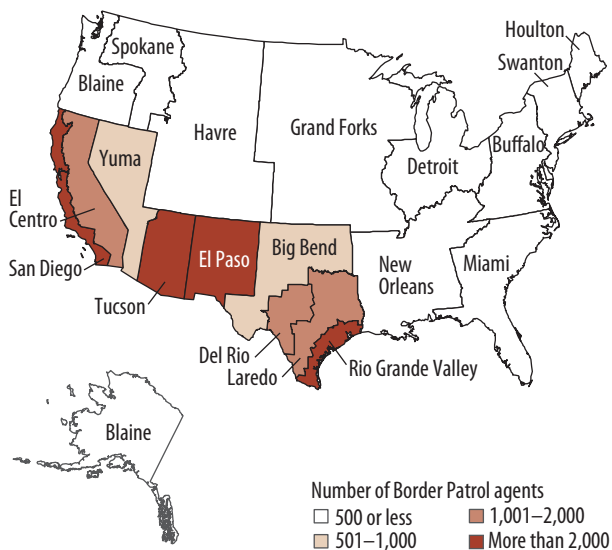 Houlton
Swanton
Spokane
Blaine
Havre
Grand Forks
Detroit
Buffalo
Yuma
El
Centro
San Diego
Tucson
El Paso
Big Bend
New
Orleans
Miami
Del Rio
Laredo
Rio Grande Valley
Blaine
Number of Border Patrol agents
500 or less
1,001–2,000
501–1,000
More than 2,000